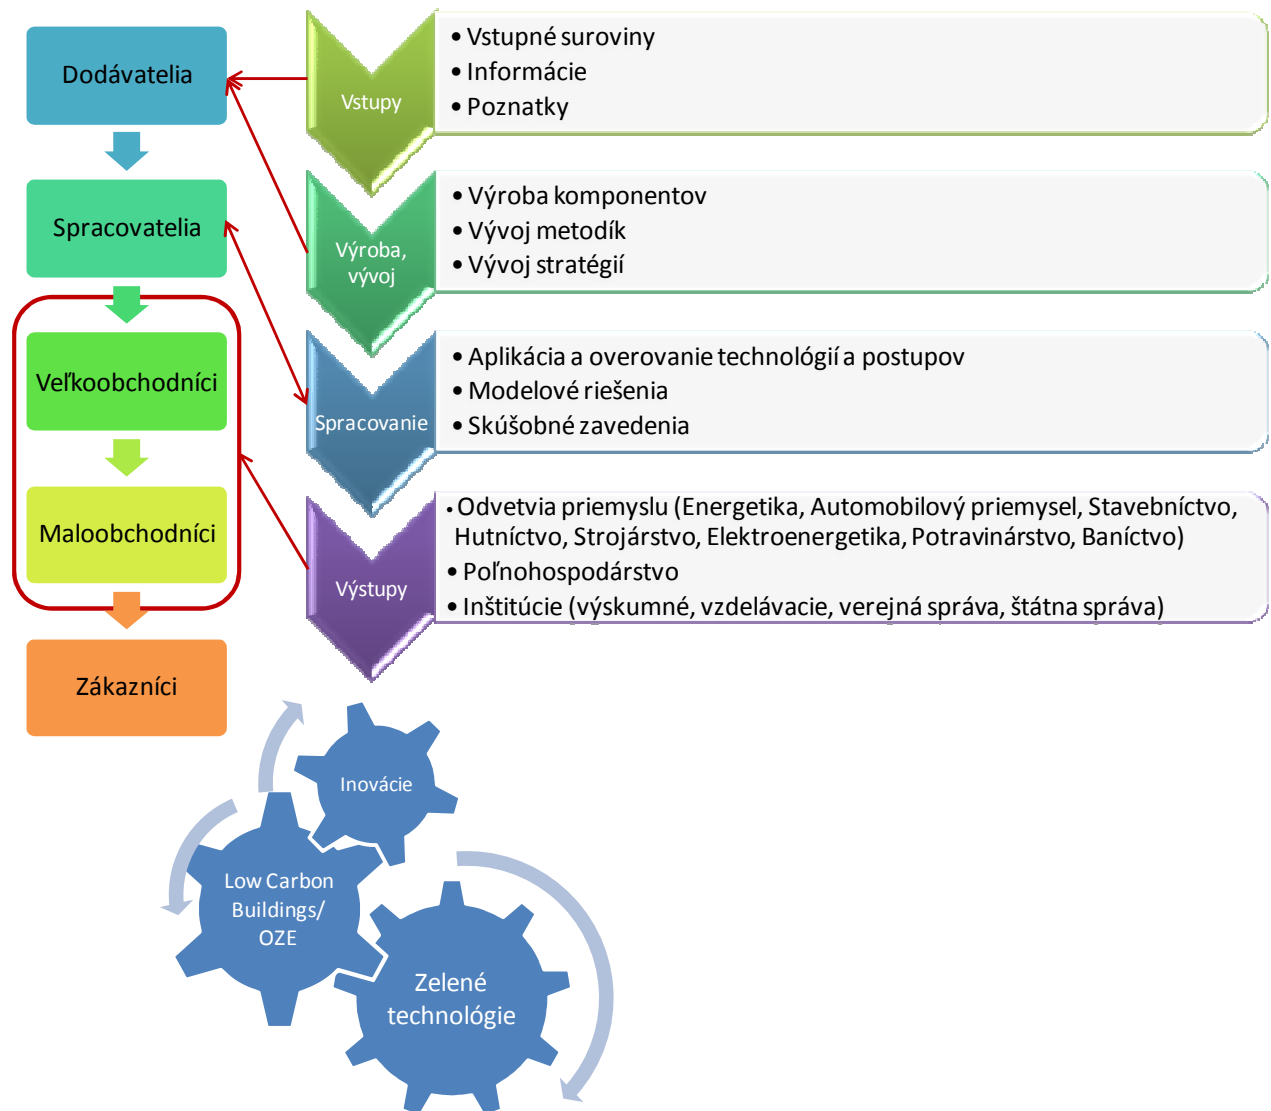 Dodávatelia
Spracovatelia
Veľkoobchodníci
Maloobchodníci
Zákazníci
Vstupy
• Vstupné suroviny
• Informácie
• Poznatky
Výroba,
vývoj
• Výroba komponentov
• Vývoj metodík
• Vývoj stratégií
Spracovanie
• Aplikácia a overovanie technológií a postupov
• Modelové riešenia
• Skúšobné zavedenia
Výstupy
• Odvetvia priemyslu (Energetika, Automobilový priemysel, Stavebníctvo,
Hutníctvo, Strojárstvo, Elektroenergetika, Potravinárstvo, Baníctvo)
• Poľnohospodárstvo
• Inštitúcie (výskumné, vzdelávacie, verejná správa, štátna správa)
Inovácie
Low Carbon
Buildings/
OZE
Zelené
technológie